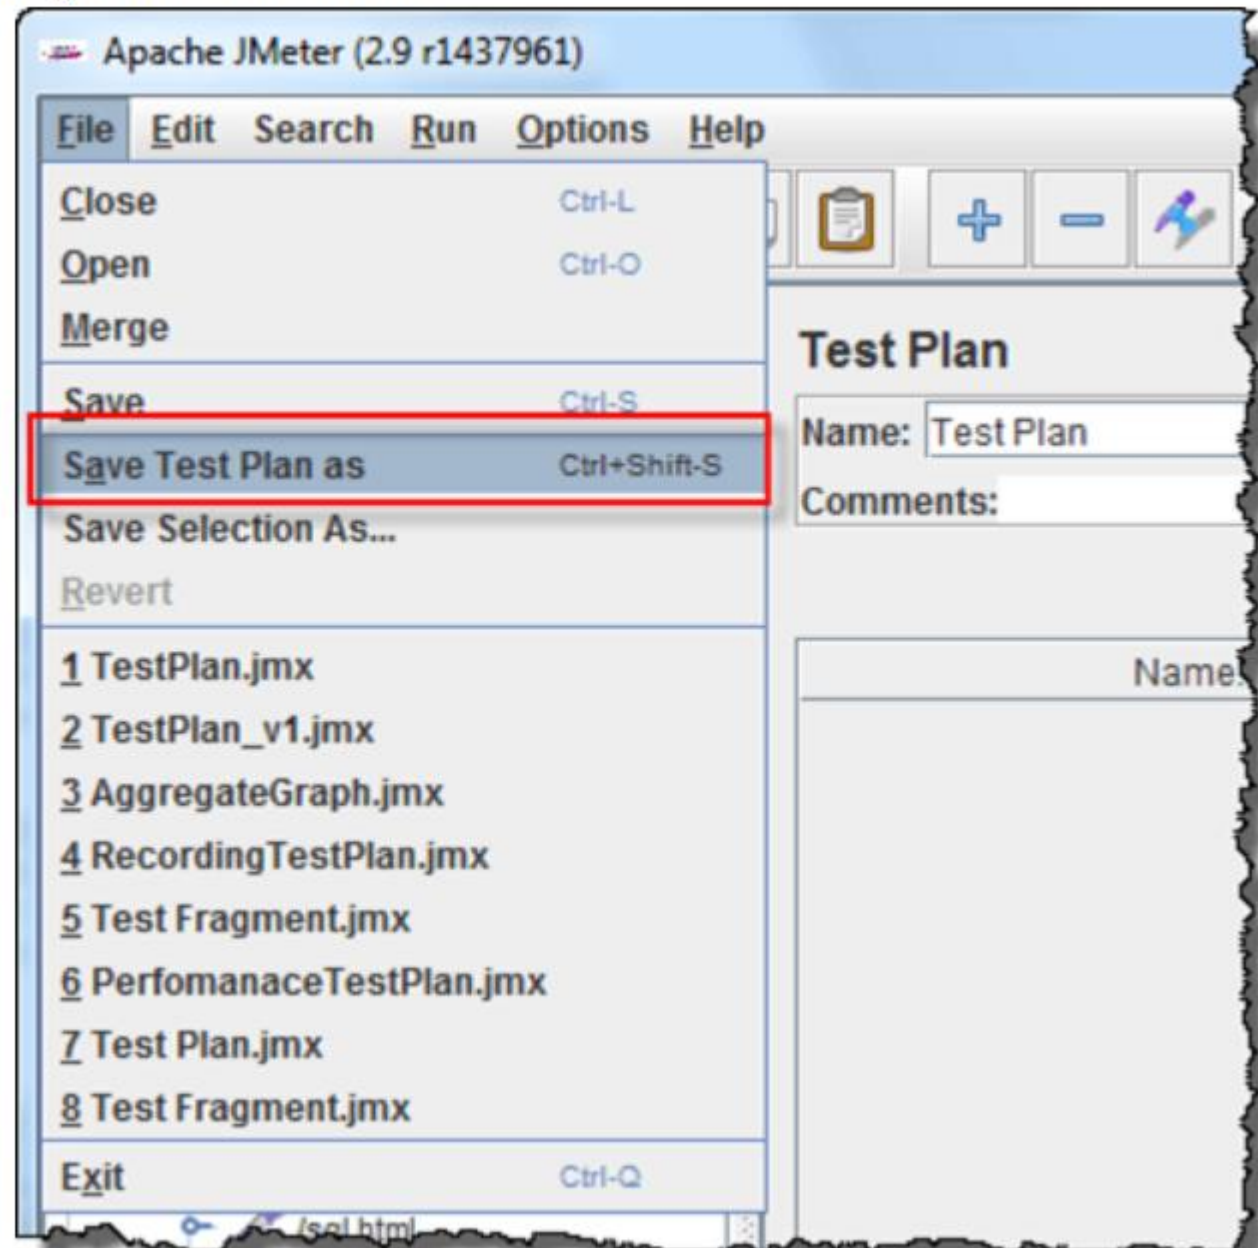 Apache JMeter (2.9 r1437961)
File Edit Search Run Options Help
Close Ctrl-L
Open Ctrl-O
Merge
Save Ctrl-S
Save Test Plan as Ctrl+Shift-S
Save Selection As...
Revert
1 TestPlan.jmx
2 TestPlan_v1.jmx
3 AggregateGraph.jmx
4 RecordingTestPlan.jmx
5 Test Fragment.jmx
6 PerfomanaceTestPlan.jmx
7 Test Plan.jmx
8 Test Fragment.jmx
Exit Ctrl-Q
/sql.html
Test Plan
Name: Test Plan
Comments:
Name: